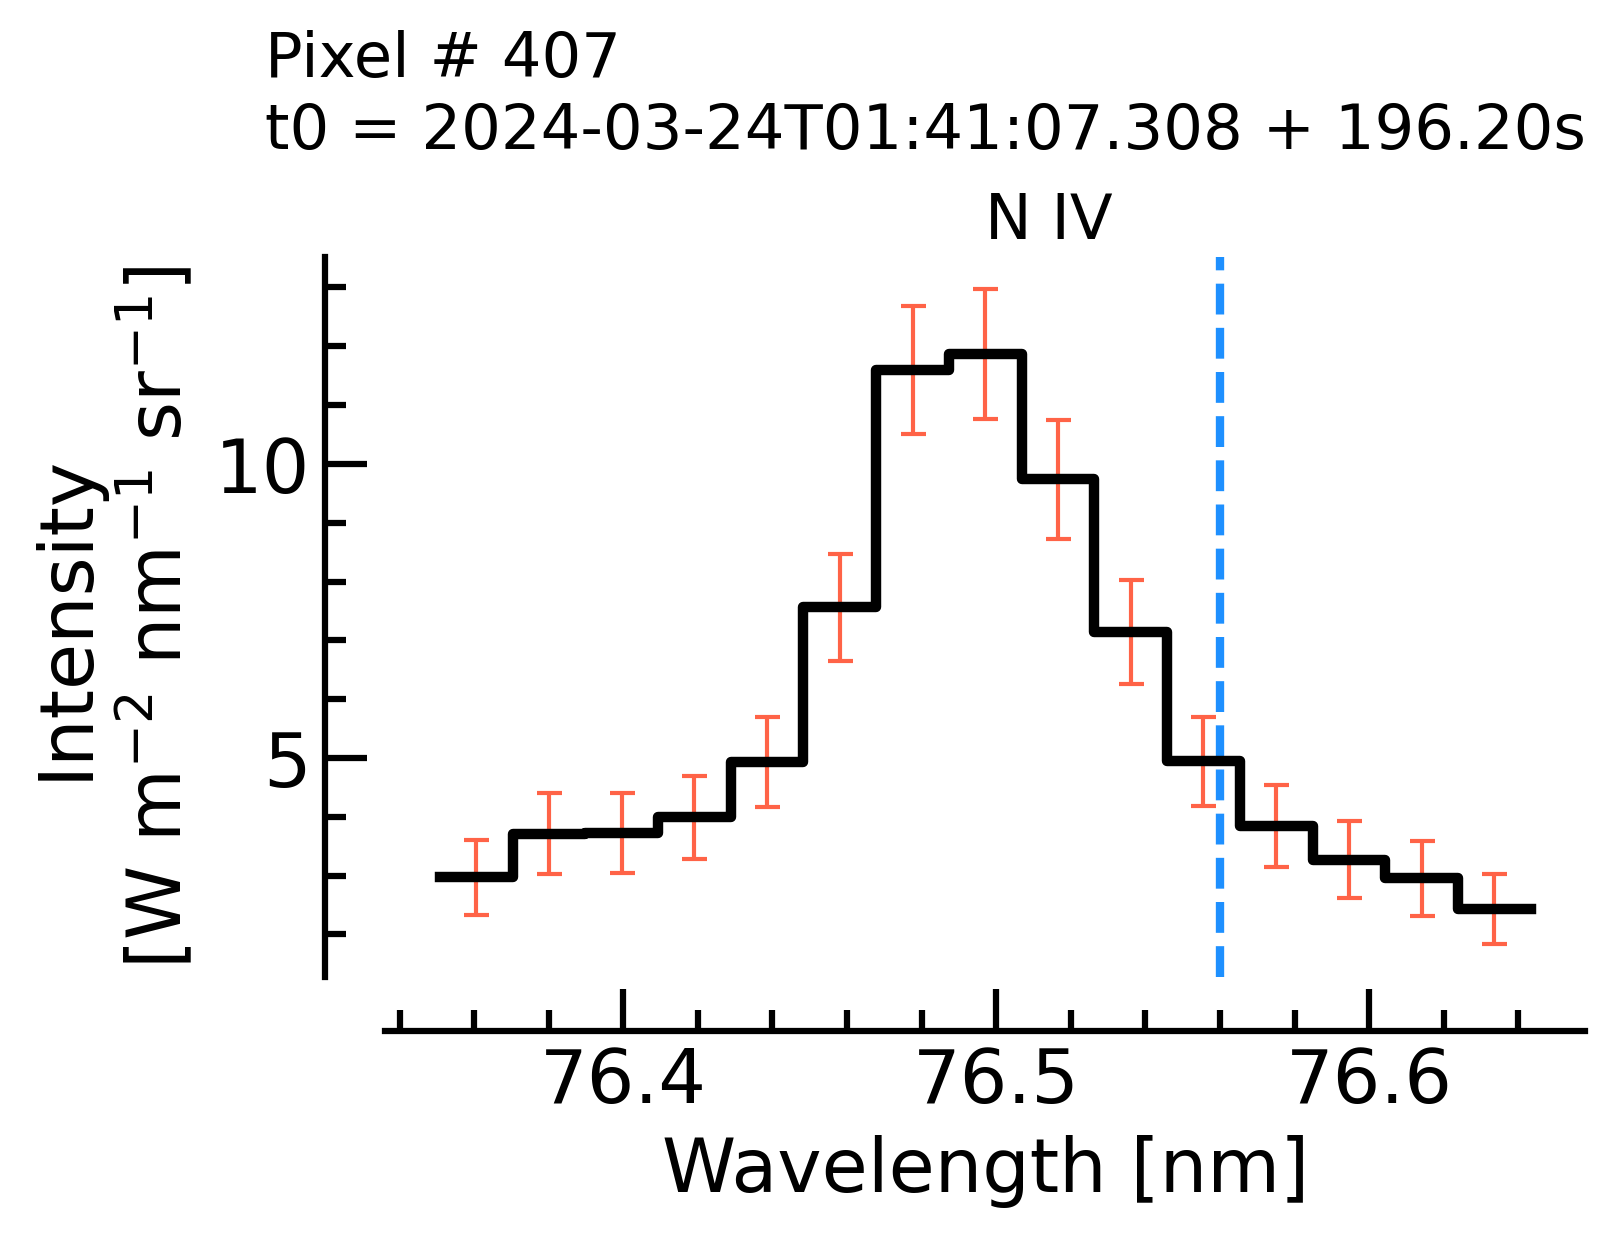 Pixel # 407
t0 = 2024-03-24T01:41:07.308 + 196.20s
N IV
Intensity
[W m⁻² nm⁻¹ sr⁻¹]
10
5
76.4 76.5 76.6
Wavelength [nm]